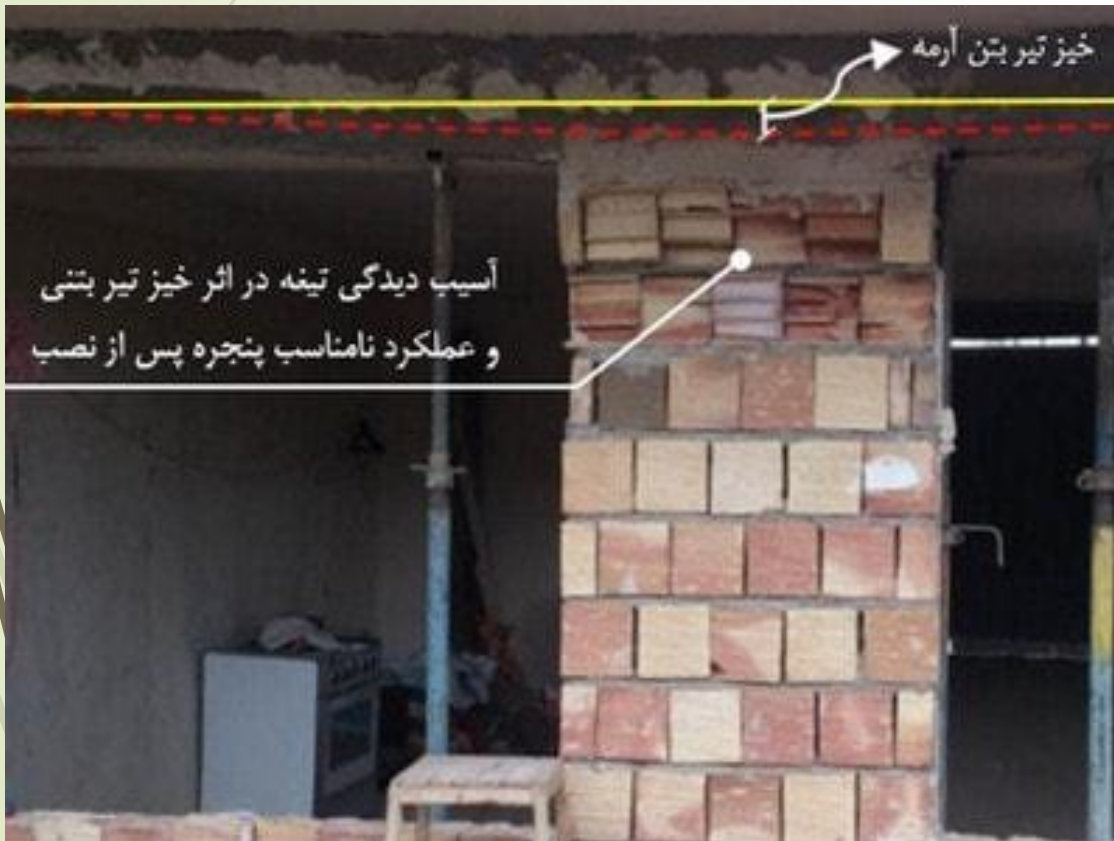 خیز تیر بتن آرمه
آسیب دیدگی تیغه در اثر خیز تیر بتنی
و عملکرد نامناسب پنجره پس از نصب